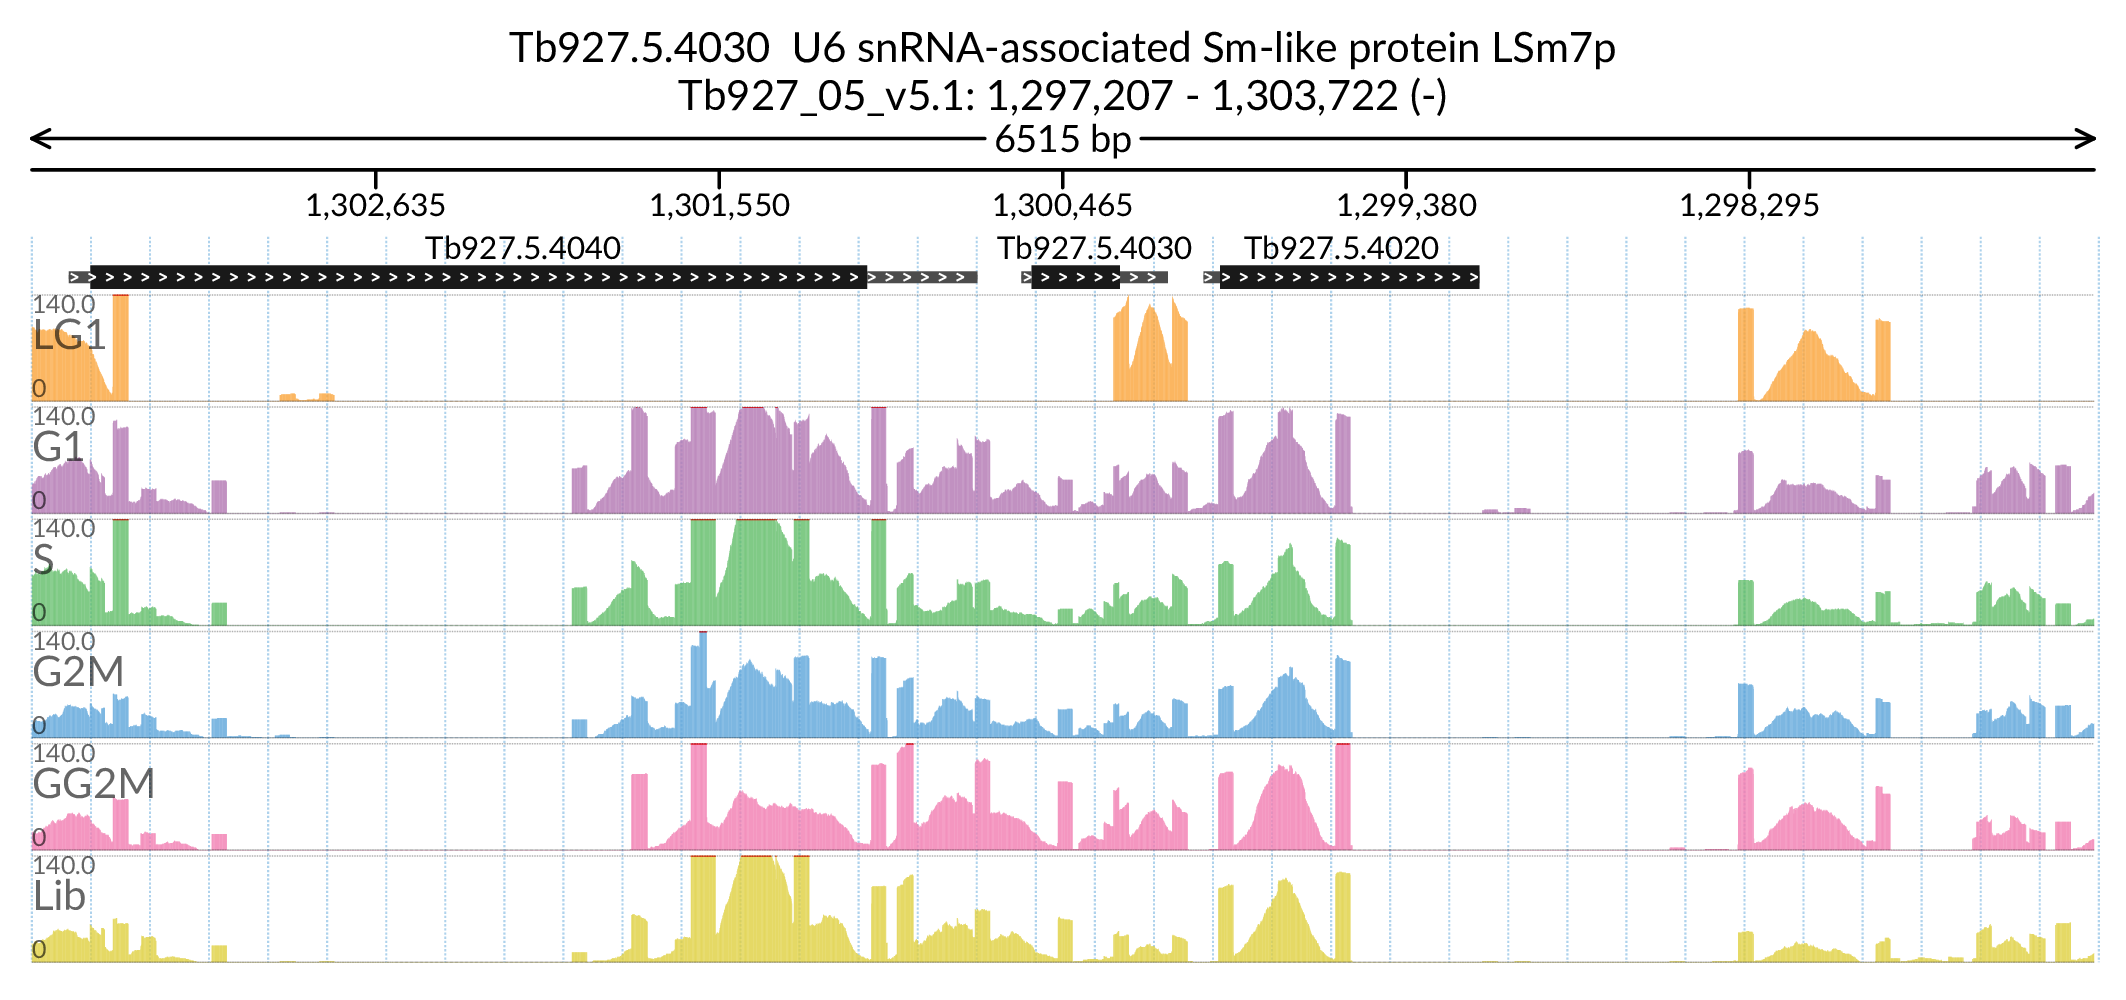 Tb927.5.4030  U6 snRNA-associated Sm-like protein LSm7p
Tb927_05_v5.1: 1,297,207 - 1,303,722 (-)
6515 bp
1,302,635 1,301,550 1,300,465 1,299,380 1,298,295
Tb927.5.4040 Tb927.5.4030 Tb927.5.4020
140.0
LG1
0
140.0
G1
0
140.0
S
0
140.0
G2M
0
140.0
GG2M
0
140.0
Lib
0